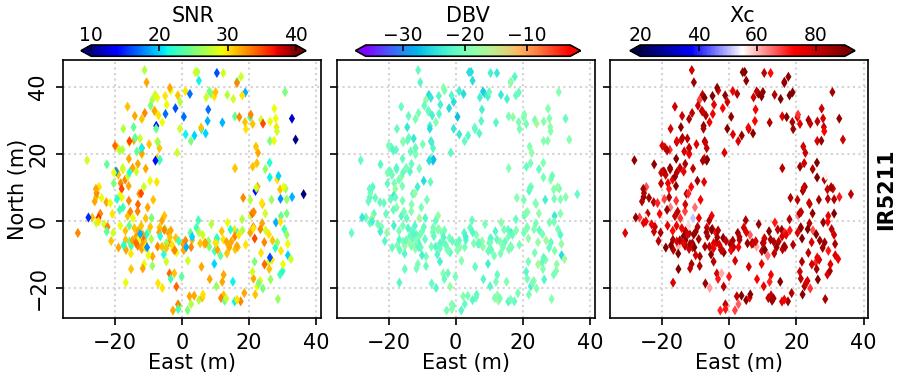 SNR DBV Xc
10 20 30 40 −30 −20 −10 20 40 60 80
North (m)
40
20
0
−20
−20 0 20 40 −20 0 20 40 −20 0 20 40
East (m) East (m) East (m)
IR5211